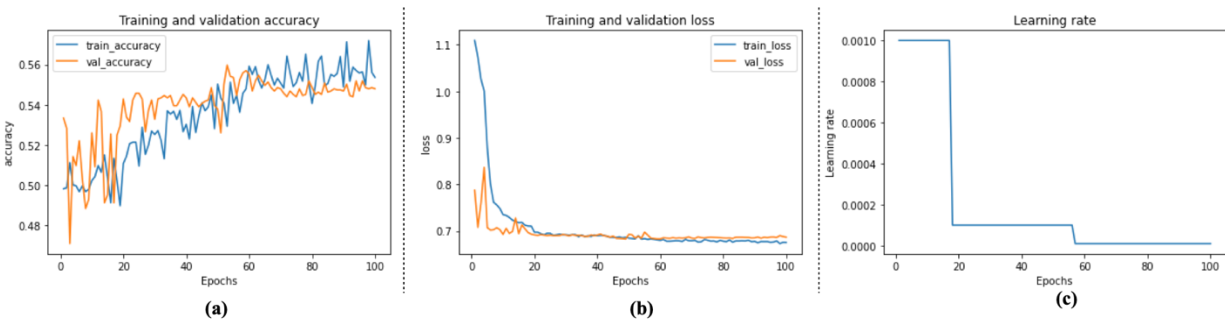 Training and validation accuracy
train_accuracy
val_accuracy
0.56
0.54
0.52
0.50
0.48
accuracy
0 20 40 60 80 100
Epochs
(a)
Training and validation loss
train_loss
val_loss
1.1
1.0
0.9
0.8
0.7
loss
0 20 40 60 80 100
Epochs
(b)
Learning rate
0.0010
0.0008
0.0006
0.0004
0.0002
0.0000
Learning rate
0 20 40 60 80 100
Epochs
(c)